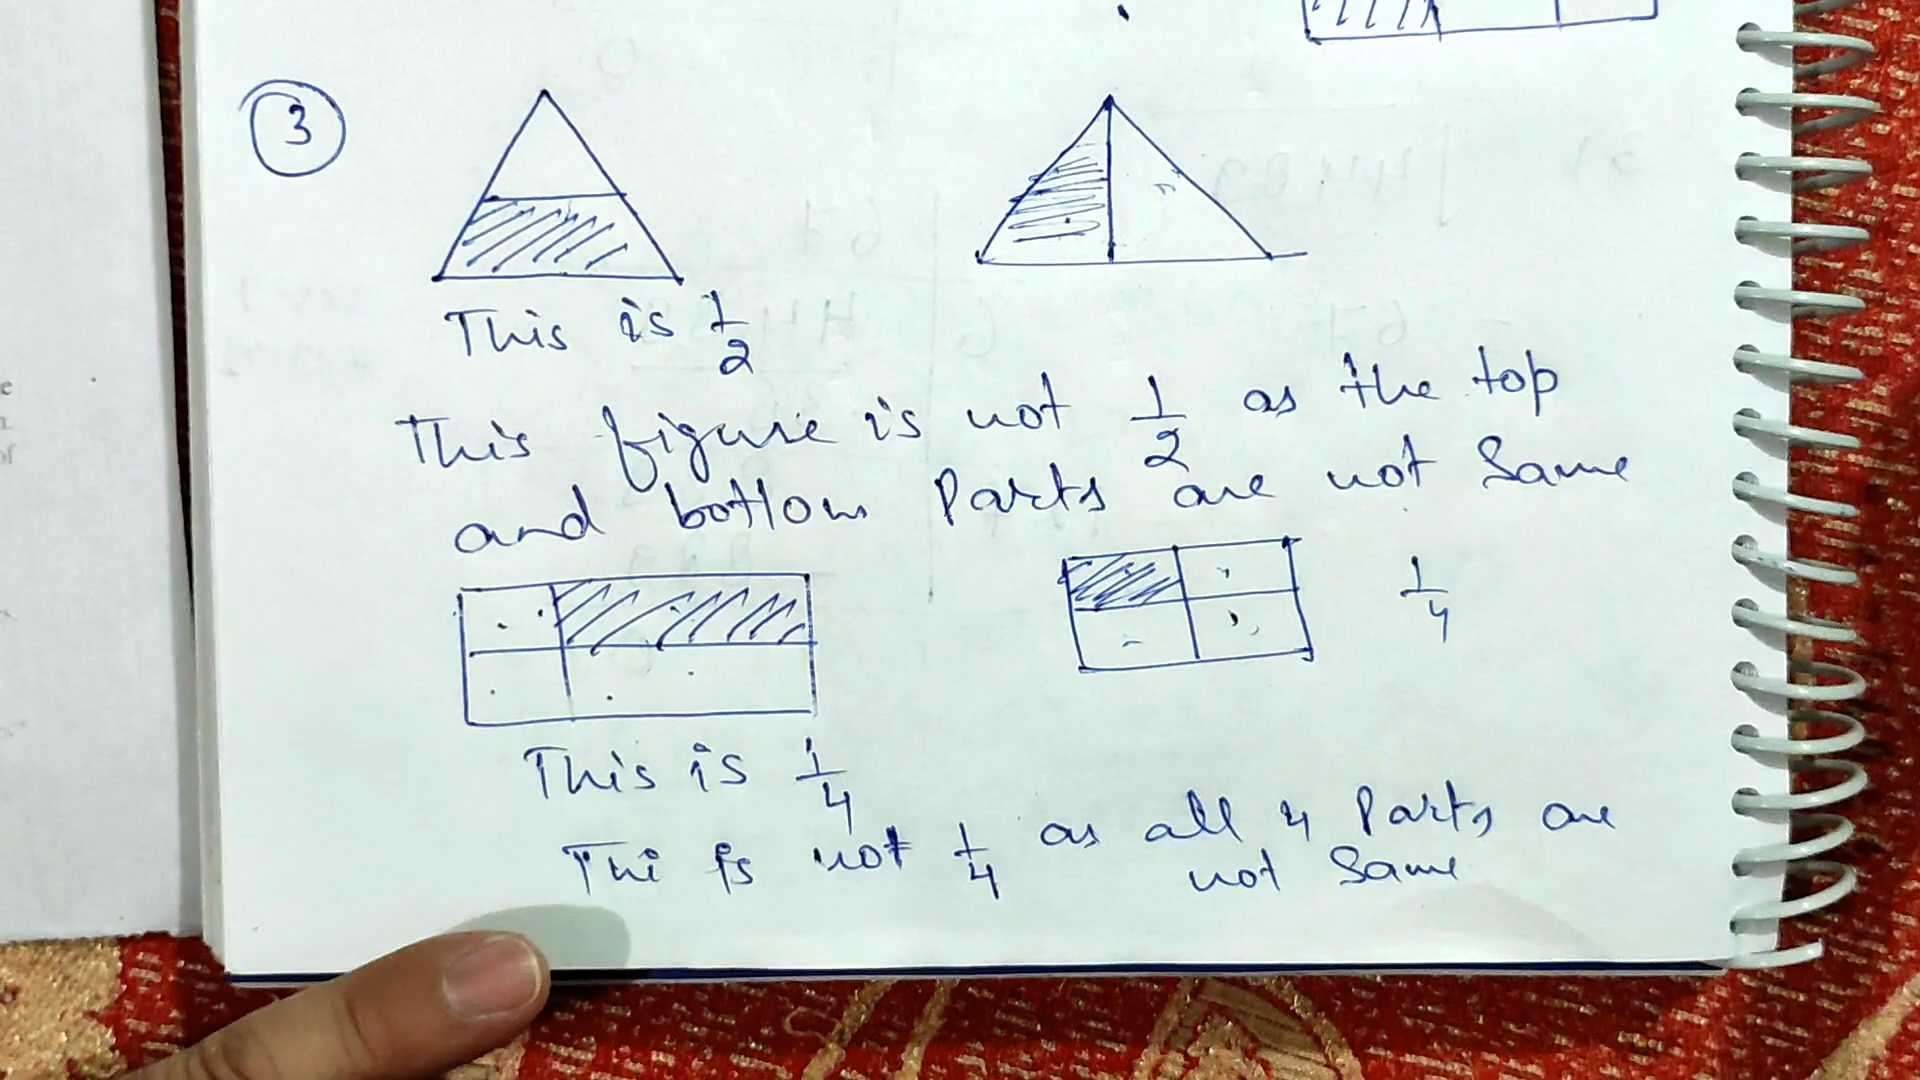 3
This is 1/2
This figure is not 1/2 as the top
and bottom Parts are not Same
1/4
This is 1/4
Thi is not 1/4 as all 4 Parts are
not Same